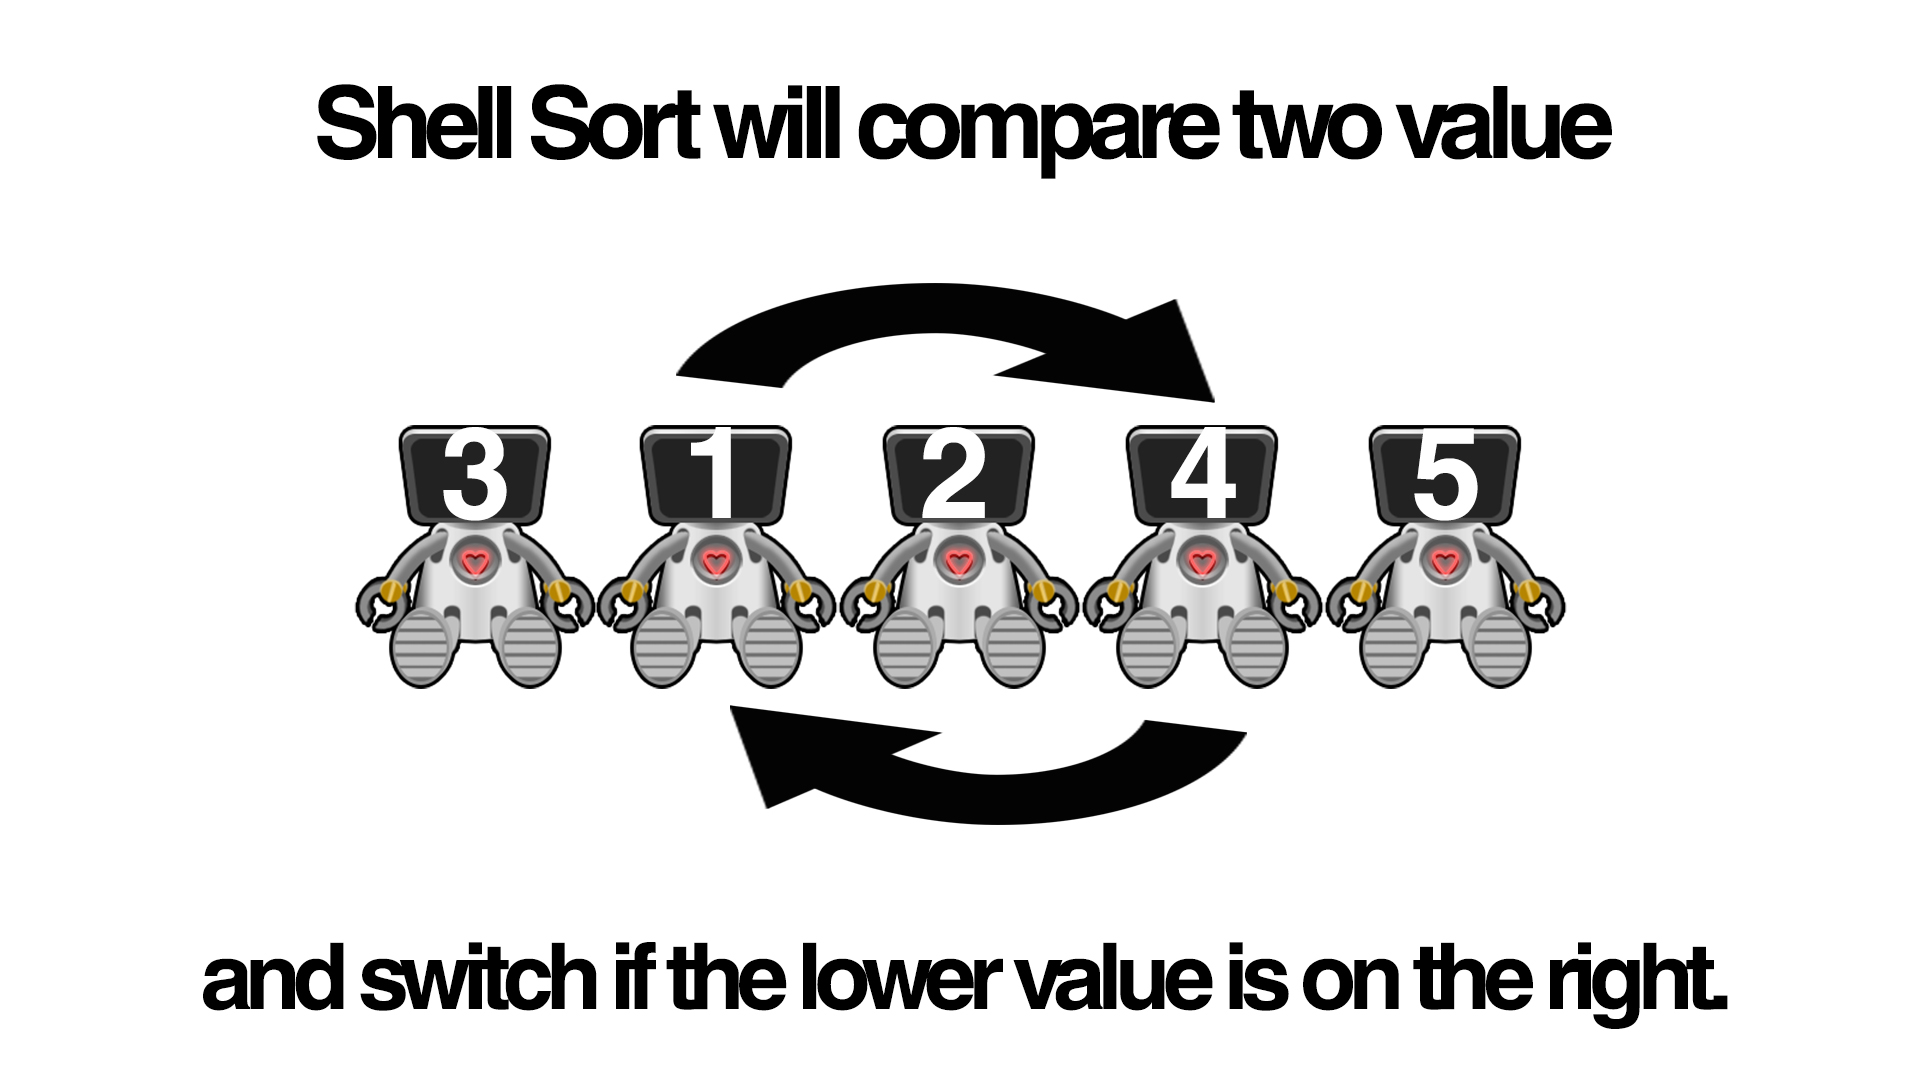 Shell Sort will compare two value
3 1 2 4 5
and switch if the lower value is on the right.